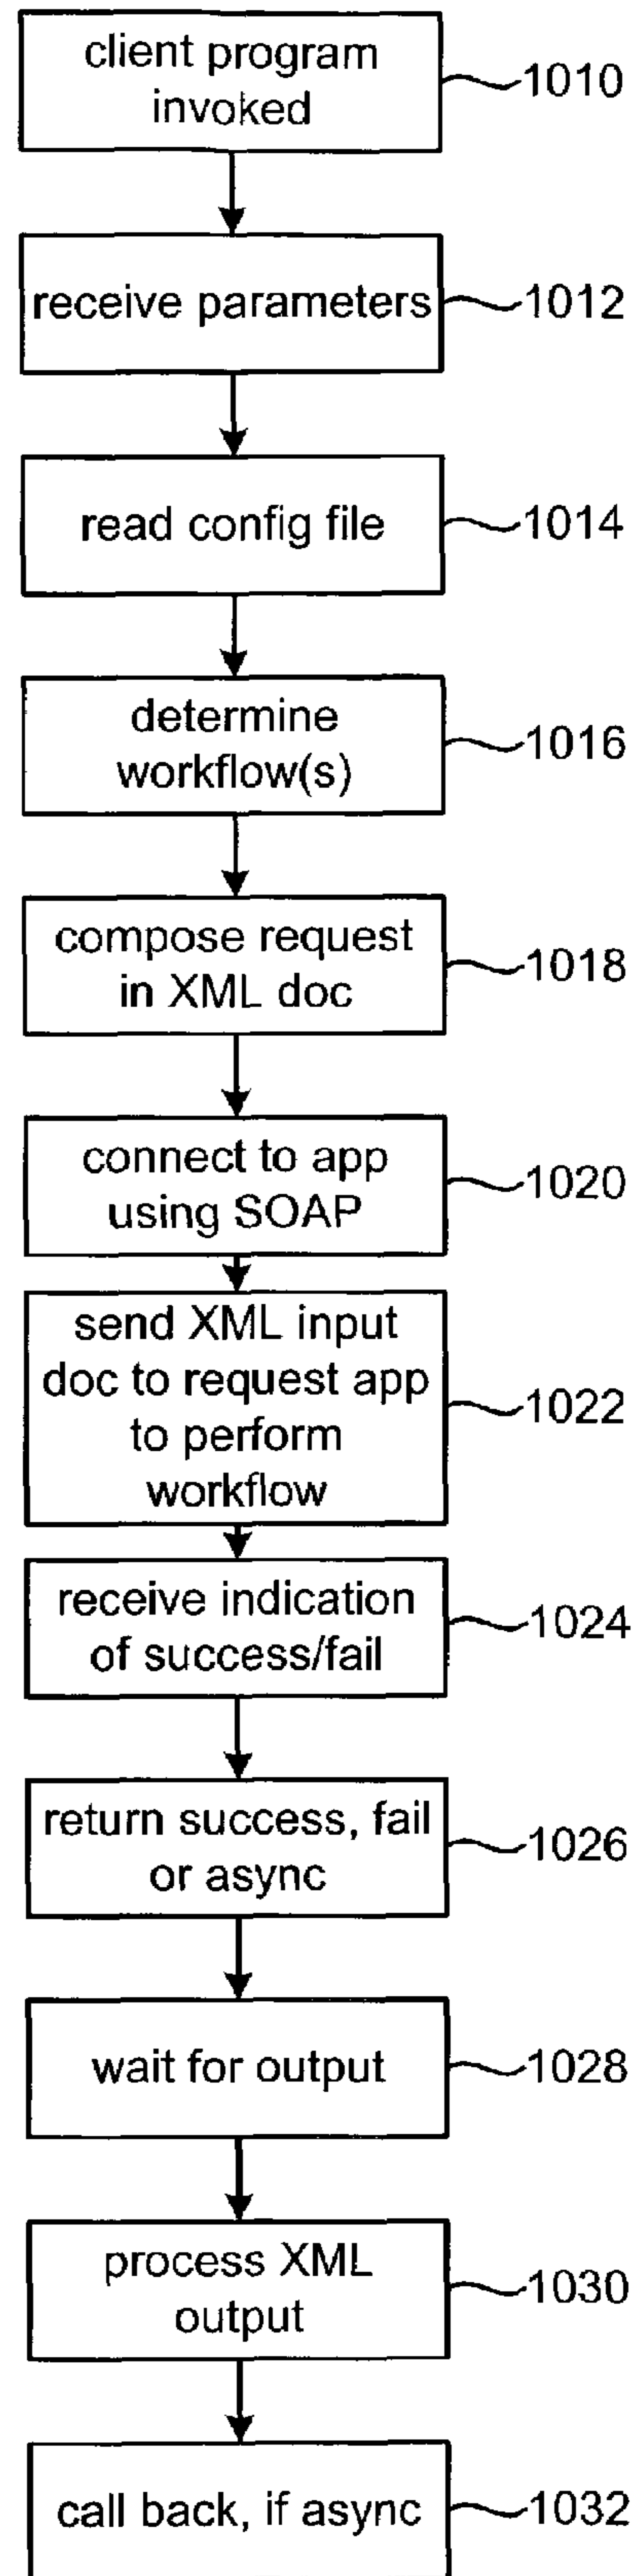 client program
invoked
1010
receive parameters
1012
read config file
1014
determine
workflow(s)
1016
compose request
in XML doc
1018
connect to app
using SOAP
1020
send XML input
doc to request app
to perform
workflow
1022
receive indication
of success/fail
1024
return success, fail
or async
1026
wait for output
1028
process XML
output
1030
call back, if async
1032